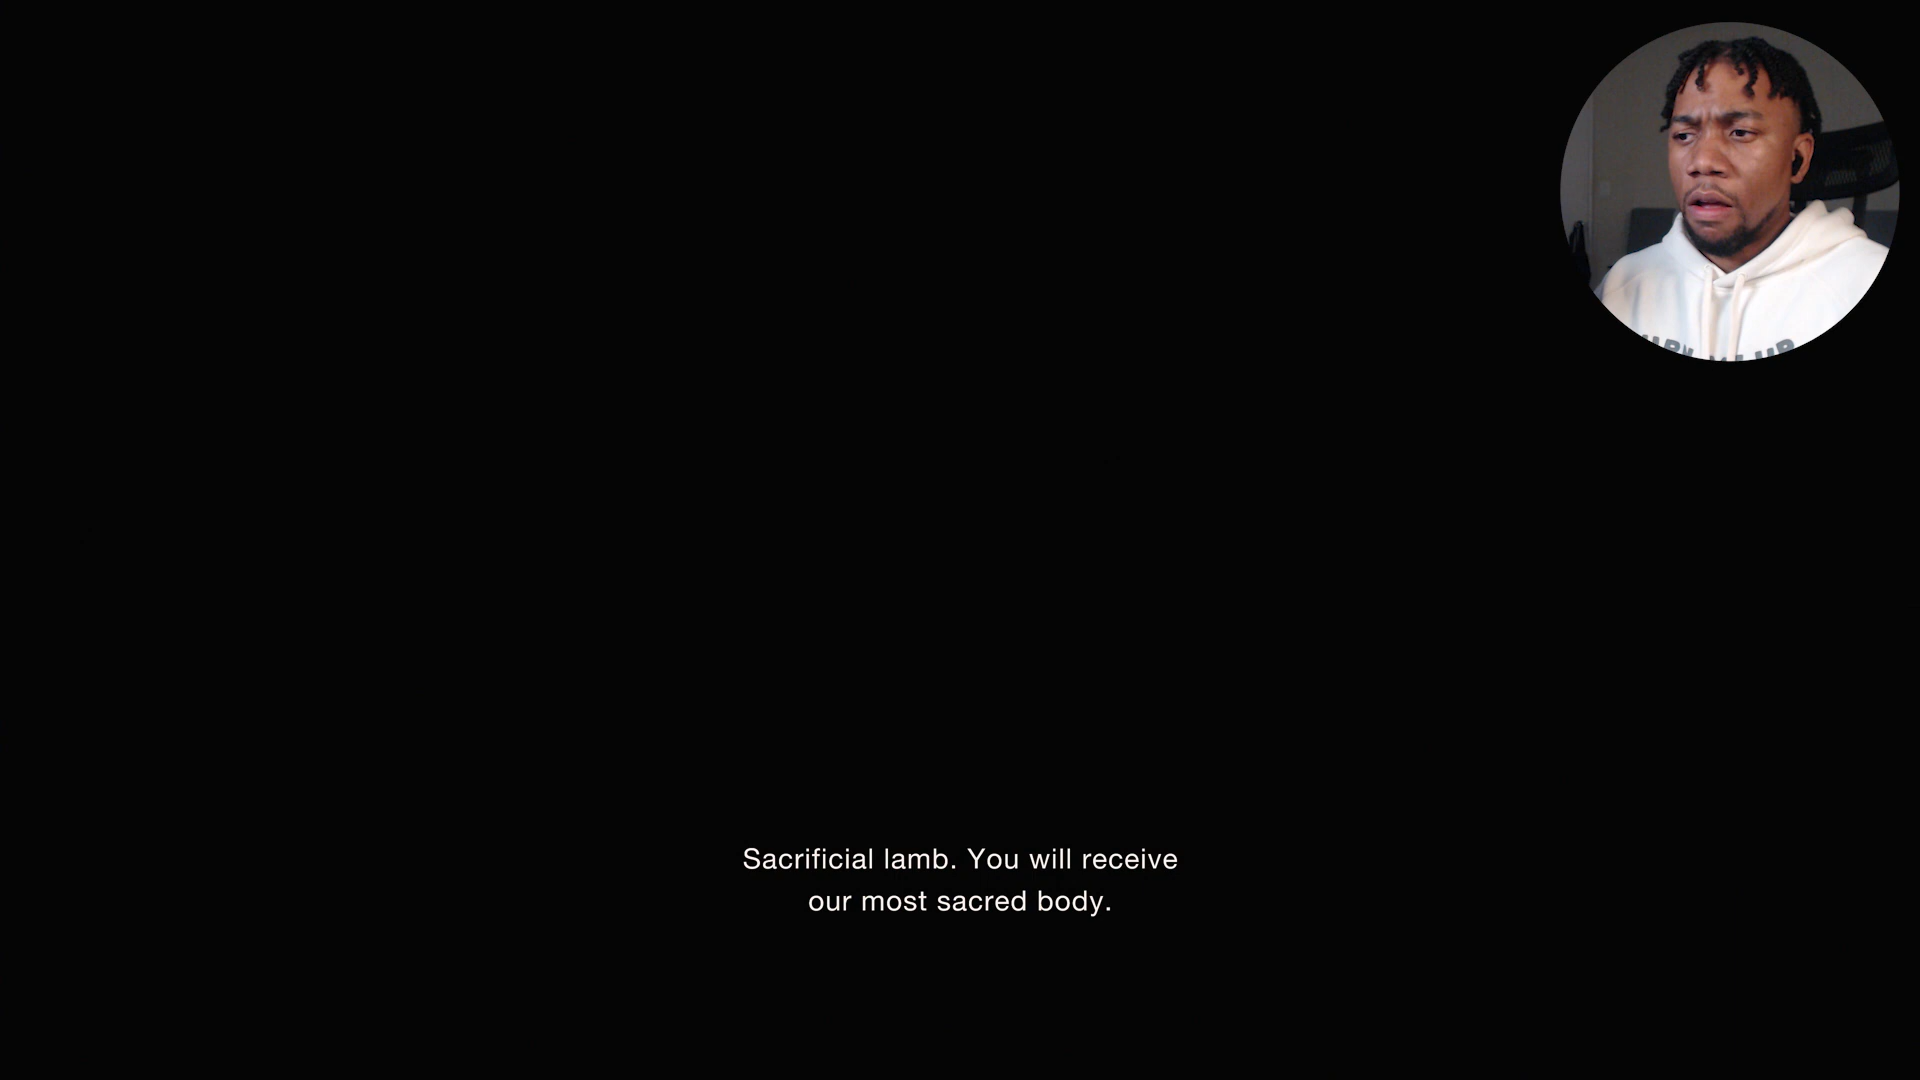 Sacrificial lamb. You will receive
our most sacred body.